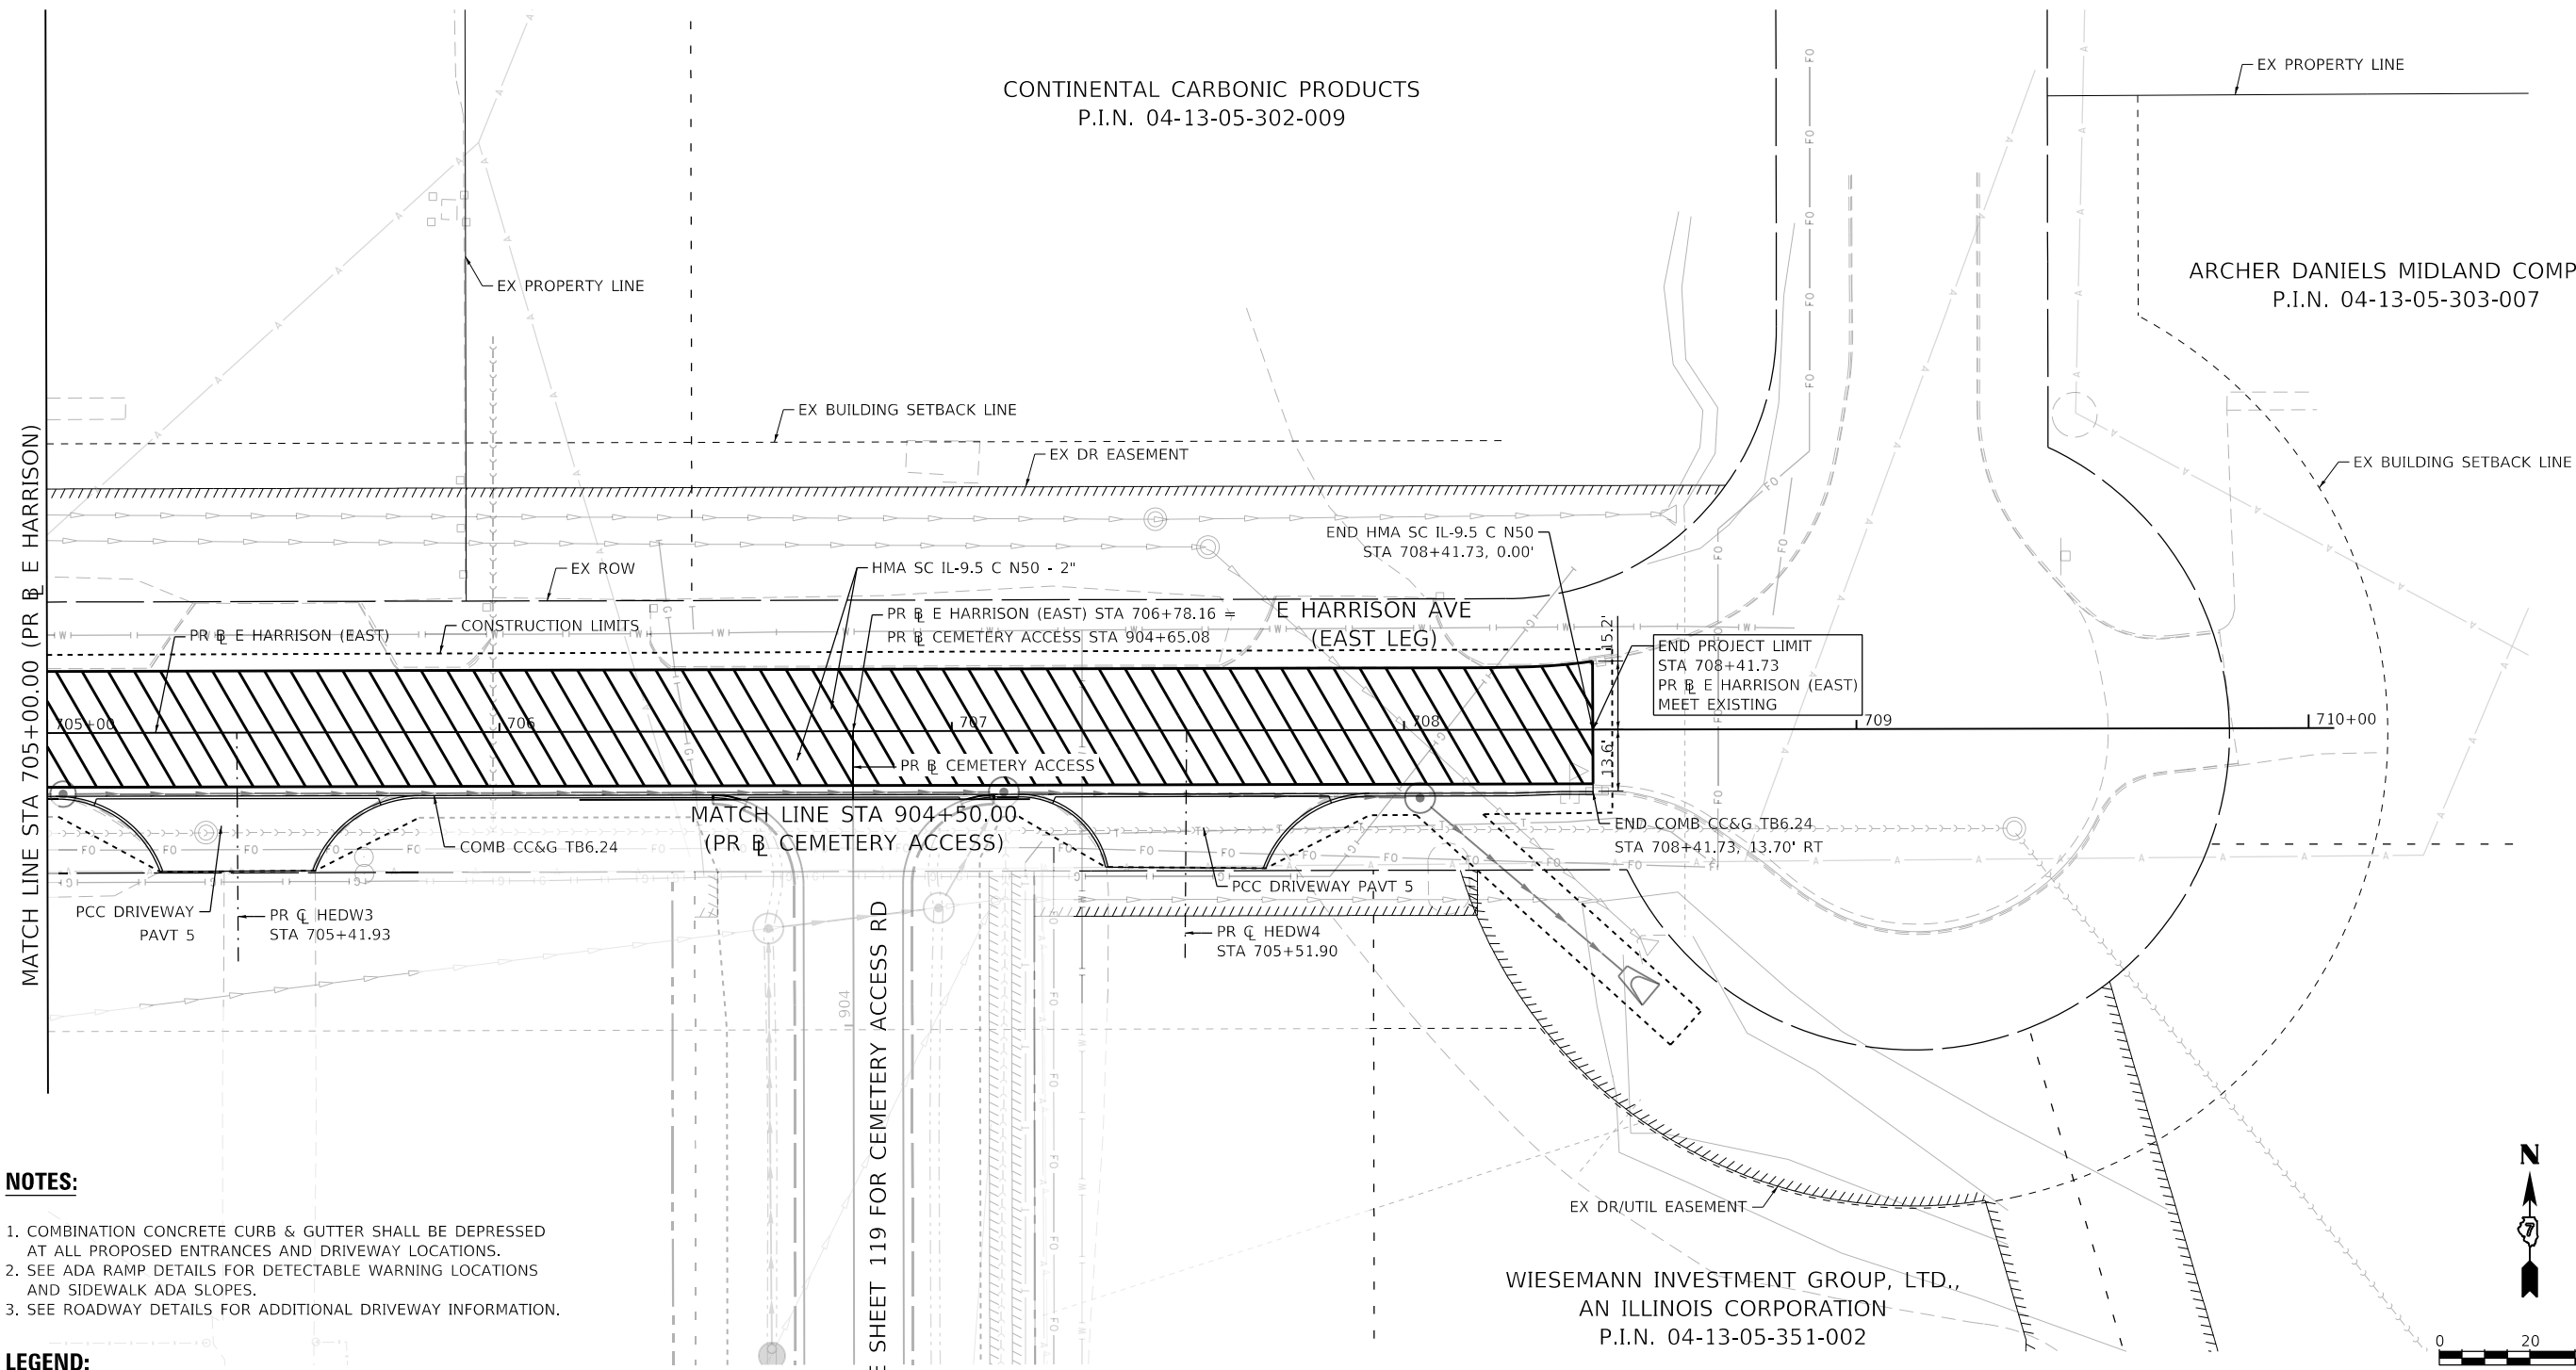 CONTINENTAL CARBONIC PRODUCTS
P.I.N. 04-13-05-302-009
EX PROPERTY LINE
ARCHER DANIELS MIDLAND COMP
P.I.N. 04-13-05-303-007
EX PROPERTY LINE
EX BUILDING SETBACK LINE
EX DR EASEMENT
EX BUILDING SETBACK LINE
MATCH LINE STA 705+00.00 (PR BL E HARRISON)
END HMA SC IL-9.5 C N50
STA 708+41.73, 0.00'
EX ROW
HMA SC IL-9.5 C N50 - 2"
PR BL E HARRISON (EAST)
CONSTRUCTION LIMITS
PR BL E HARRISON (EAST) STA 706+78.16 =
PR BL CEMETERY ACCESS STA 904+65.08
E HARRISON AVE
(EAST LEG)
15.2'
END PROJECT LIMIT
STA 708+41.73
PR BL E HARRISON (EAST)
MEET EXISTING
705+00
706
707
708
709
710+00
13.6'
PR BL CEMETERY ACCESS
MATCH LINE STA 904+50.00
(PR BL CEMETERY ACCESS)
COMB CC&G TB6.24
END COMB CC&G TB6.24
STA 708+41.73, 13.70' RT
PCC DRIVEWAY
PAVT 5
PR CL HEDW3
STA 705+41.93
PCC DRIVEWAY PAVT 5
PR CL HEDW4
STA 705+51.90
904
SHEET 119 FOR CEMETERY ACCESS RD
EX DR/UTIL EASEMENT
WIESEMANN INVESTMENT GROUP, LTD.,
AN ILLINOIS CORPORATION
P.I.N. 04-13-05-351-002
N
7
0 20
NOTES:
1. COMBINATION CONCRETE CURB & GUTTER SHALL BE DEPRESSED
AT ALL PROPOSED ENTRANCES AND DRIVEWAY LOCATIONS.
2. SEE ADA RAMP DETAILS FOR DETECTABLE WARNING LOCATIONS
AND SIDEWALK ADA SLOPES.
3. SEE ROADWAY DETAILS FOR ADDITIONAL DRIVEWAY INFORMATION.
LEGEND: